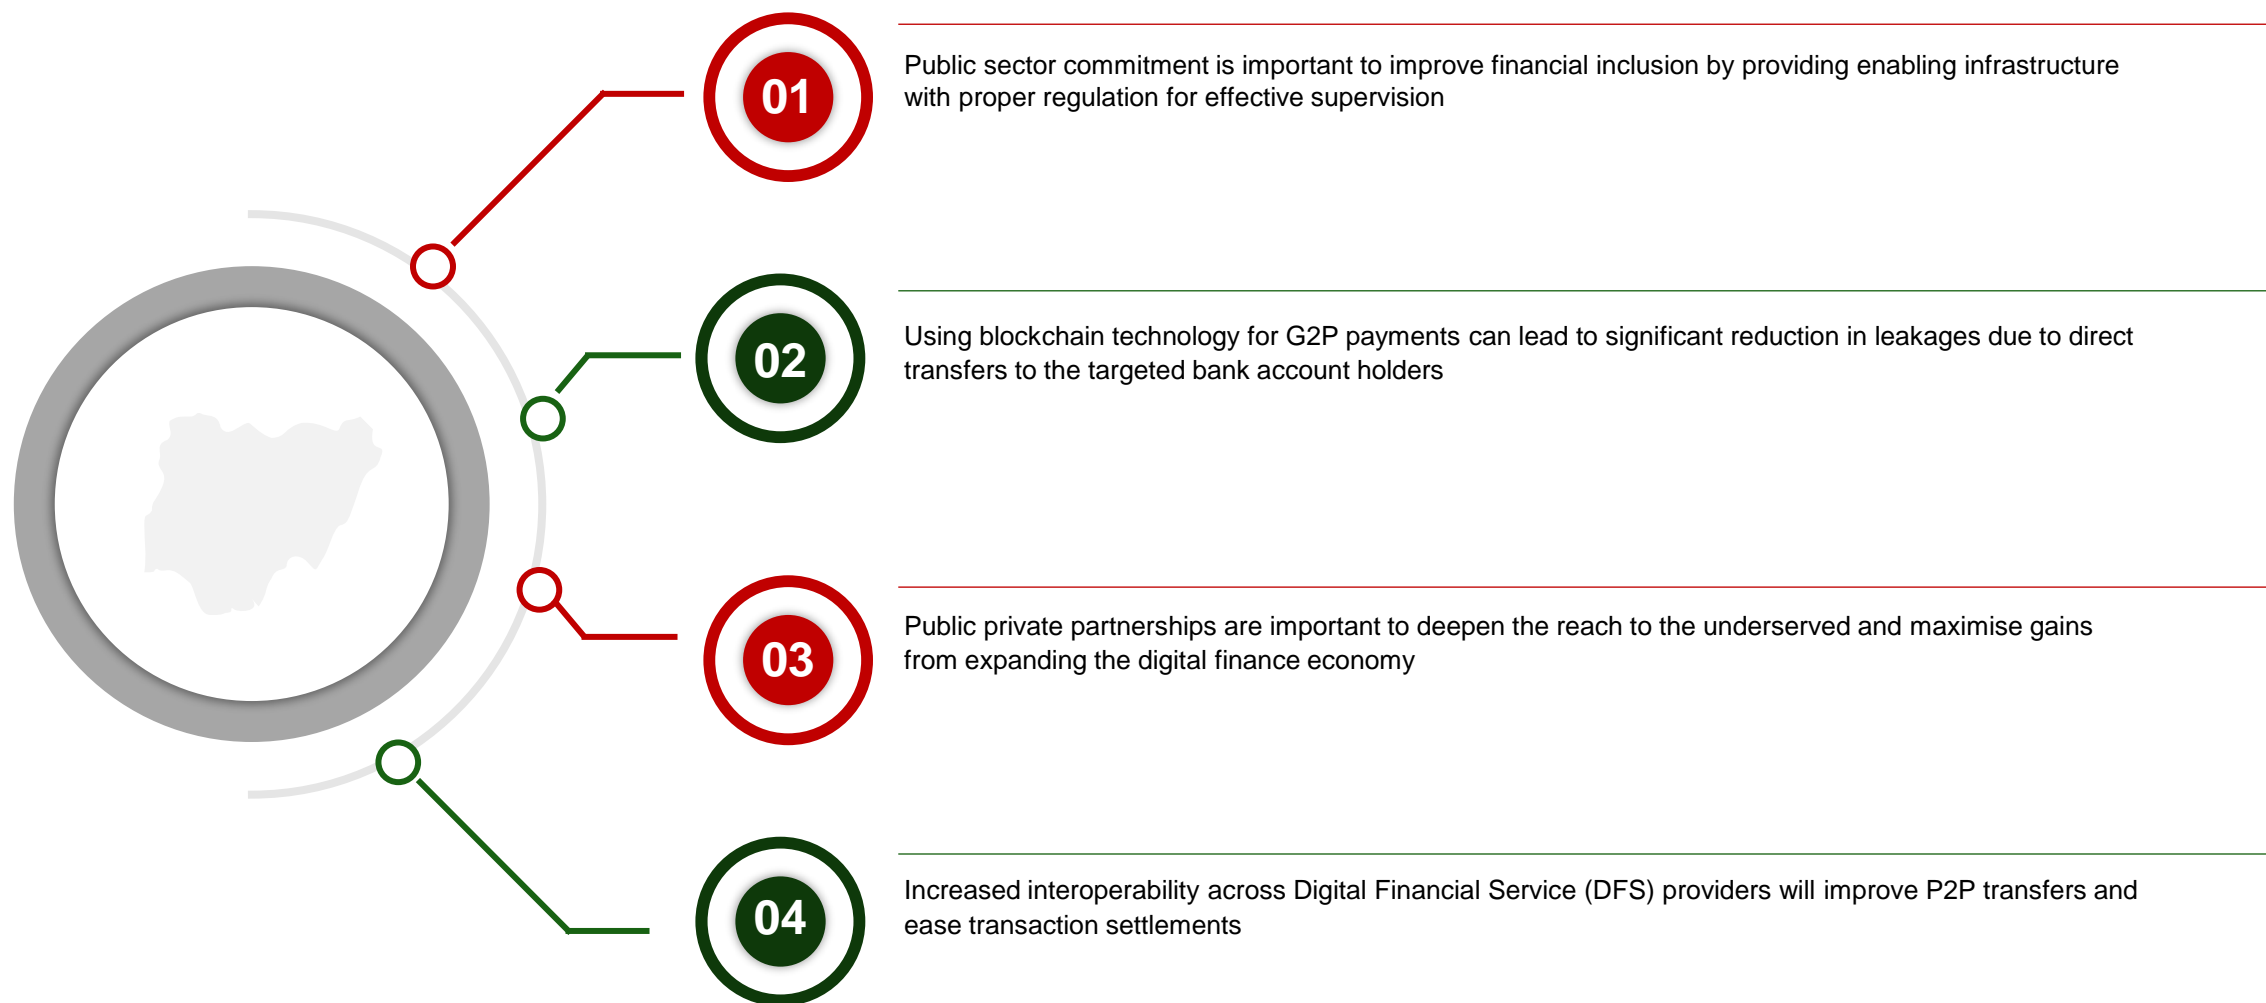 01
Public sector commitment is important to improve financial inclusion by providing enabling infrastructure
with proper regulation for effective supervision
02
Using blockchain technology for G2P payments can lead to significant reduction in leakages due to direct
transfers to the targeted bank account holders
03
Public private partnerships are important to deepen the reach to the underserved and maximise gains
from expanding the digital finance economy
04
Increased interoperability across Digital Financial Service (DFS) providers will improve P2P transfers and
ease transaction settlements